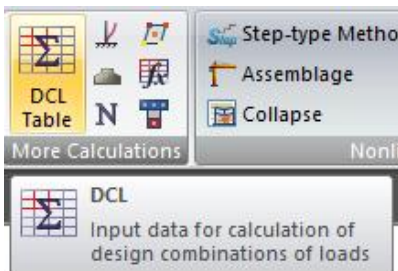 Step-type Metho
Assemblage
Collapse
DCL
Table
N
More Calculations
Nonli
DCL
Input data for calculation of
design combinations of loads